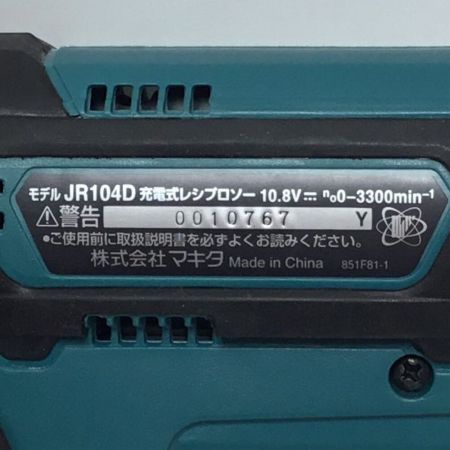 モデル JR104D 充電式レシプロソー 10.8V⎓ n₀0-3300min⁻¹
⚠警告 0010767 Y
●ご使用前に取扱説明書を必ずよくお読みください。
株式会社マキタ Made in China 851F81-1